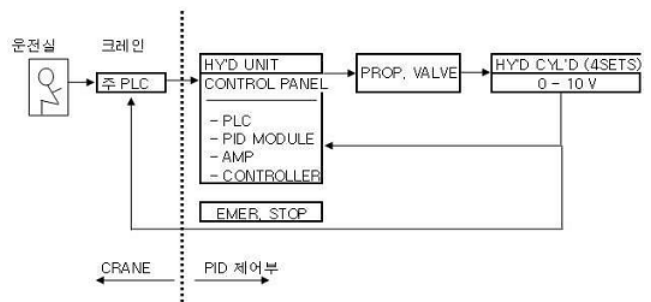 운전실
크레인
주 PLC
HY'D UNIT
CONTROL PANEL
- PLC
- PID MODULE
- AMP
- CONTROLLER
PROP, VALVE
HY'D CYL'D (4SETS)
0 - 10 V
EMER, STOP
CRANE
PID 제어부